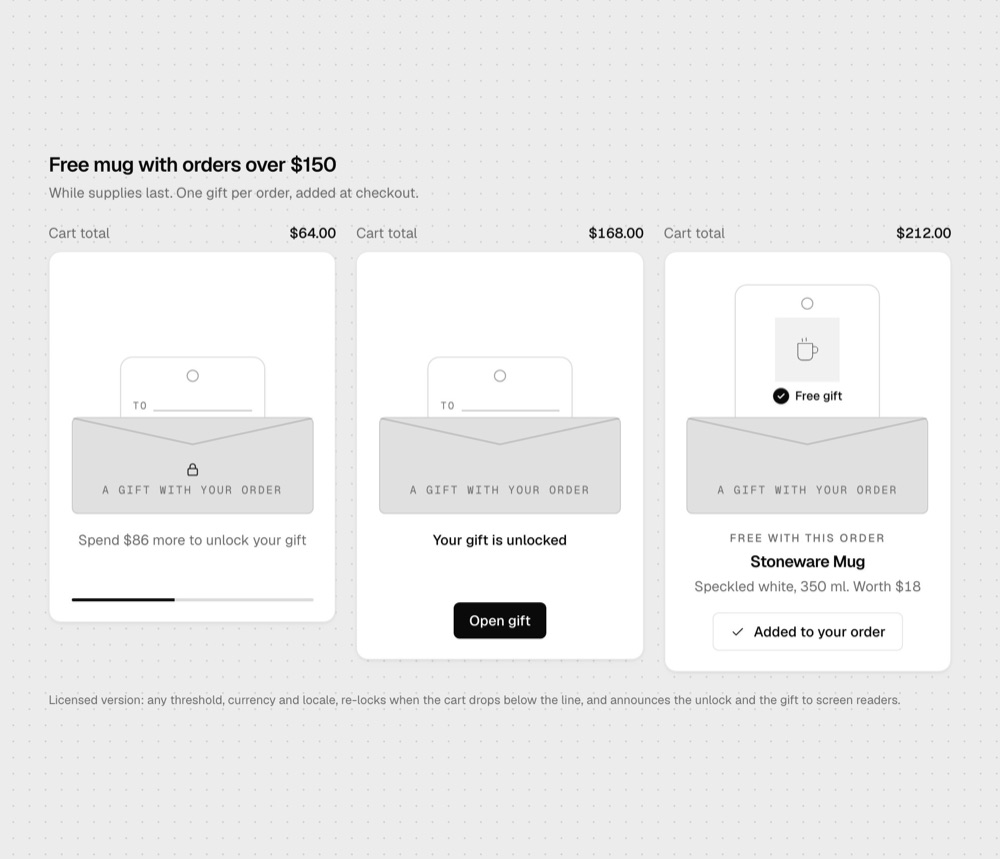 Free mug with orders over $150
While supplies last. One gift per order, added at checkout.
Cart total $64.00
TO
A GIFT WITH YOUR ORDER
Spend $86 more to unlock your gift
Cart total $168.00
TO
A GIFT WITH YOUR ORDER
Your gift is unlocked
Open gift
Cart total $212.00
Free gift
A GIFT WITH YOUR ORDER
FREE WITH THIS ORDER
Stoneware Mug
Speckled white, 350 ml. Worth $18
Added to your order
Licensed version: any threshold, currency and locale, re-locks when the cart drops below the line, and announces the unlock and the gift to screen readers.